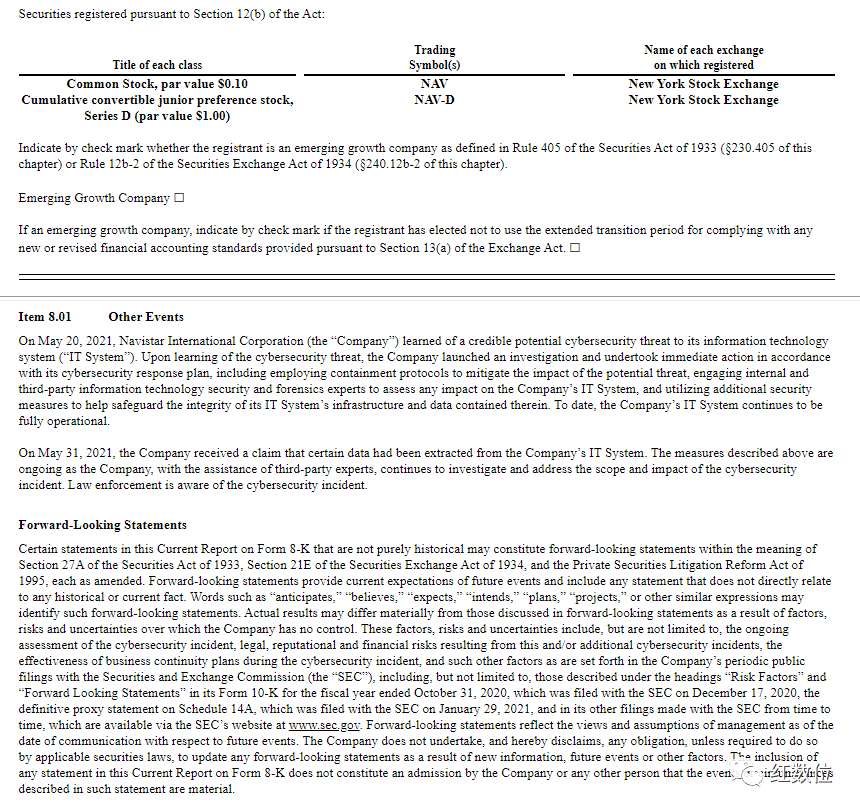 Securities registered pursuant to Section 12(b) of the Act:
Title of each class
Trading
Symbol(s)
Name of each exchange
on which registered
Common Stock, par value $0.10
NAV
New York Stock Exchange
Cumulative convertible junior preference stock,
Series D (par value $1.00)
NAV-D
New York Stock Exchange
Indicate by check mark whether the registrant is an emerging growth company as defined in Rule 405 of the Securities Act of 1933 (§230.405 of this
chapter) or Rule 12b-2 of the Securities Exchange Act of 1934 (§240.12b-2 of this chapter).
Emerging Growth Company ☐
If an emerging growth company, indicate by check mark if the registrant has elected not to use the extended transition period for complying with any
new or revised financial accounting standards provided pursuant to Section 13(a) of the Exchange Act. ☐
Item 8.01 Other Events
On May 20, 2021, Navistar International Corporation (the “Company”) learned of a credible potential cybersecurity threat to its information technology
system (“IT System”). Upon learning of the cybersecurity threat, the Company launched an investigation and undertook immediate action in accordance
with its cybersecurity response plan, including employing containment protocols to mitigate the impact of the potential threat, engaging internal and
third-party information technology security and forensics experts to assess any impact on the Company’s IT System, and utilizing additional security
measures to help safeguard the integrity of its IT System’s infrastructure and data contained therein. To date, the Company’s IT System continues to be
fully operational.
On May 31, 2021, the Company received a claim that certain data had been extracted from the Company’s IT System. The measures described above are
ongoing as the Company, with the assistance of third-party experts, continues to investigate and address the scope and impact of the cybersecurity
incident. Law enforcement is aware of the cybersecurity incident.
Forward-Looking Statements
Certain statements in this Current Report on Form 8-K that are not purely historical may constitute forward-looking statements within the meaning of
Section 27A of the Securities Act of 1933, Section 21E of the Securities Exchange Act of 1934, and the Private Securities Litigation Reform Act of
1995, each as amended. Forward-looking statements provide current expectations of future events and include any statement that does not directly relate
to any historical or current fact. Words such as “anticipates,” “believes,” “expects,” “intends,” “plans,” “projects,” or other similar expressions may
identify such forward-looking statements. Actual results may differ materially from those discussed in forward-looking statements as a result of factors,
risks and uncertainties over which the Company has no control. These factors, risks and uncertainties include, but are not limited to, the ongoing
assessment of the cybersecurity incident, legal, reputational and financial risks resulting from this and/or additional cybersecurity incidents, the
effectiveness of business continuity plans during the cybersecurity incident, and such other factors as are set forth in the Company’s periodic public
filings with the Securities and Exchange Commission (the “SEC”), including, but not limited to, those described under the headings “Risk Factors” and
“Forward Looking Statements” in its Form 10-K for the fiscal year ended October 31, 2020, which was filed with the SEC on December 17, 2020, the
definitive proxy statement on Schedule 14A, which was filed with the SEC on January 29, 2021, and in its other filings made with the SEC from time to
time, which are available via the SEC’s website at www.sec.gov. Forward-looking statements reflect the views and assumptions of management as of the
date of communication with respect to future events. The Company does not undertake, and hereby disclaims, any obligation, unless required to do so
by applicable securities laws, to update any forward-looking statements as a result of new information, future events or other factors. The inclusion of
any statement in this Current Report on Form 8-K does not constitute an admission by the Company or any other person that the
described in such statement are material.
红数位